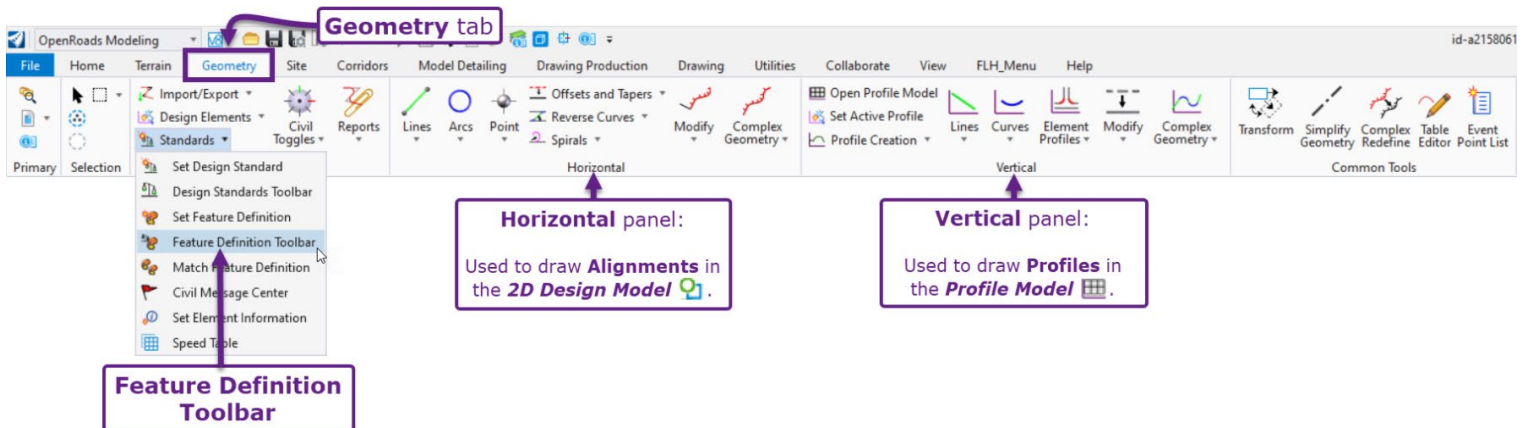 Geometry tab
OpenRoads Modeling
id-a2158061
File Home Terrain Geometry Site Corridors Model Detailing Drawing Production Drawing Utilities Collaborate View FLH_Menu Help
Import/Export
Design Elements
Standards
Civil Toggles
Reports
Lines
Arcs
Point
Offsets and Tapers
Reverse Curves
Spirals
Modify
Complex Geometry
Open Profile Model
Set Active Profile
Profile Creation
Lines
Curves
Element Profiles
Modify
Complex Geometry
Transform
Simplify Geometry
Complex Redefine
Table Editor
Event Point List
Primary Selection Horizontal Vertical Common Tools
Set Design Standard
Design Standards Toolbar
Set Feature Definition
Feature Definition Toolbar
Match Feature Definition
Civil Message Center
Set Element Information
Speed Table
Horizontal panel:
Used to draw Alignments in
the 2D Design Model .
Vertical panel:
Used to draw Profiles in
the Profile Model .
Feature Definition
Toolbar